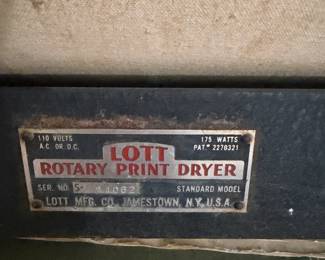 110 VOLTS 175 WATTS
A.C. OR D.C. PAT.# 2270321
LOTT
ROTARY PRINT DRYER
SER. NO. STANDARD MODEL
LOTT MFG. CO. JAMESTOWN, N.Y., U.S.A.